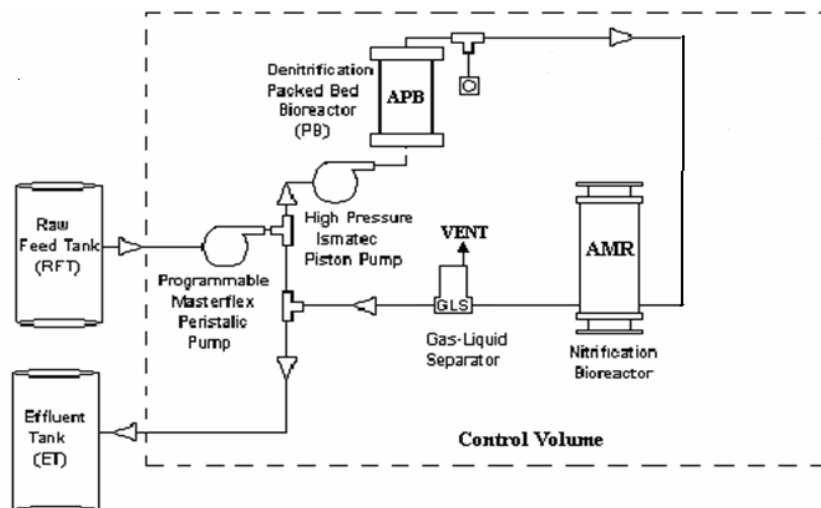 Denitrification
Packed Bed
Bioreactor
(PB)
APB
Raw
Feed Tank
(RFT)
High Pressure
Ismatec
Piston Pump
Programmable
Masterflex
Peristalic
Pump
VENT
GLS
Gas-Liquid
Separator
AMR
Nitrification
Bioreactor
Effluent
Tank
(ET)
Control Volume